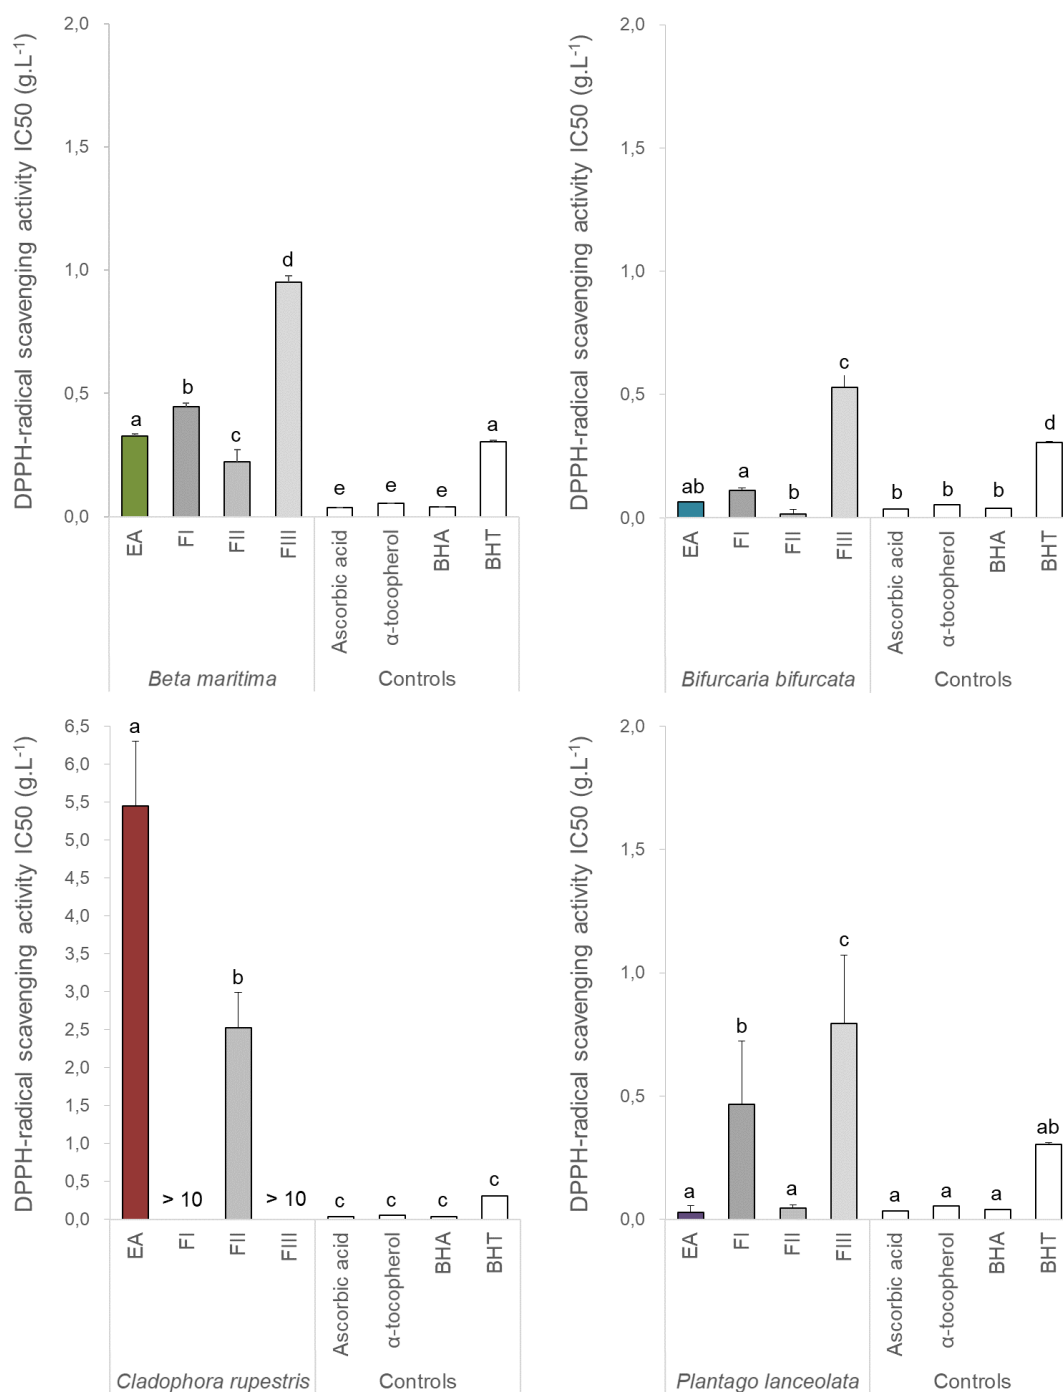 DPPH-radical scavenging activity IC50 (g.L-1)
2,0
1,5
1,0
0,5
0,0
a
b
c
d
e
e
e
a
EA
FI
FII
FIII
Ascorbic acid
α-tocopherol
BHA
BHT
Beta maritima
Controls
DPPH-radical scavenging activity IC50 (g.L-1)
2,0
1,5
1,0
0,5
0,0
ab
a
b
c
b
b
b
d
EA
FI
FII
FIII
Ascorbic acid
α-tocopherol
BHA
BHT
Bifurcaria bifurcata
Controls
DPPH-radical scavenging activity IC50 (g.L-1)
6,5
6,0
5,5
5,0
4,5
4,0
3,5
3,0
2,5
2,0
1,5
1,0
0,5
0,0
a
> 10
b
> 10
c
c
c
c
EA
FI
FII
FIII
Ascorbic acid
α-tocopherol
BHA
BHT
Cladophora rupestris
Controls
DPPH-radical scavenging activity IC50 (g.L-1)
2,0
1,5
1,0
0,5
0,0
a
b
a
c
a
a
a
ab
EA
FI
FII
FIII
Ascorbic acid
α-tocopherol
BHA
BHT
Plantago lanceolata
Controls